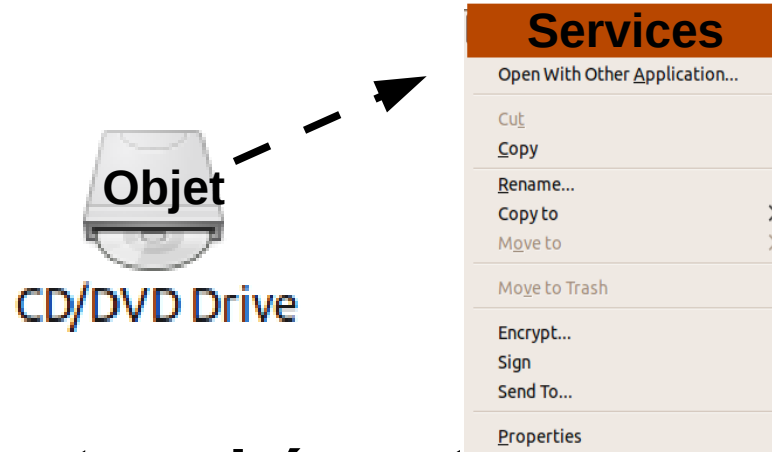 Services
Open With Other Application...
Cut
Copy
Rename...
Copy to
Move to
Move to Trash
Encrypt...
Sign
Send To...
Properties
Objet
CD/DVD Drive